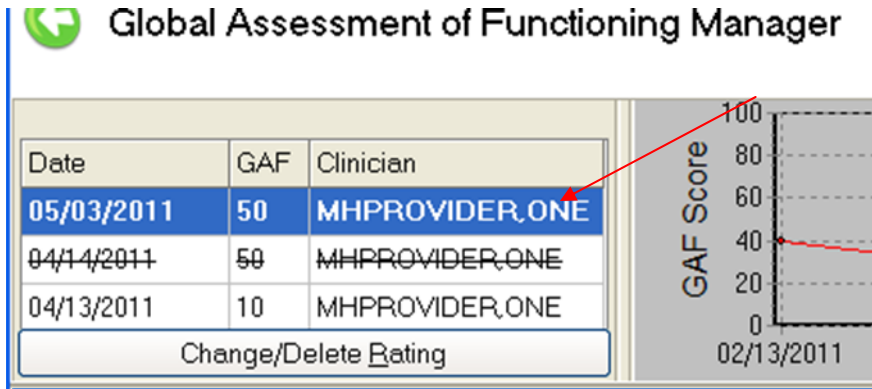 Global Assessment of Functioning Manager
Date GAF Clinician
05/03/2011 50 MHPROVIDER,ONE
04/14/2011 50 MHPROVIDER,ONE
04/13/2011 10 MHPROVIDER,ONE
Change/Delete Rating
GAF Score
100
80
60
40
20
0
02/13/2011